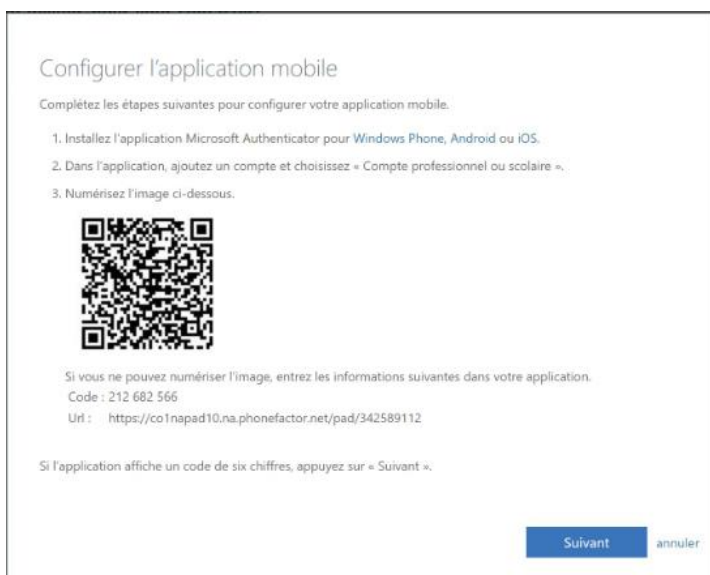 Configurer l'application mobile
Complétez les étapes suivantes pour configurer votre application mobile.
1. Installez l'application Microsoft Authenticator pour Windows Phone, Android ou iOS.
2. Dans l'application, ajoutez un compte et choisissez « Compte professionnel ou scolaire ».
3. Numérisez l'image ci-dessous.
Si vous ne pouvez numériser l'image, entrez les informations suivantes dans votre application.
Code : 212 682 566
Url : https://co1napad10.na.phonefactor.net/pad/342589112
Si l'application affiche un code de six chiffres, appuyez sur « Suivant ».
Suivant annuler